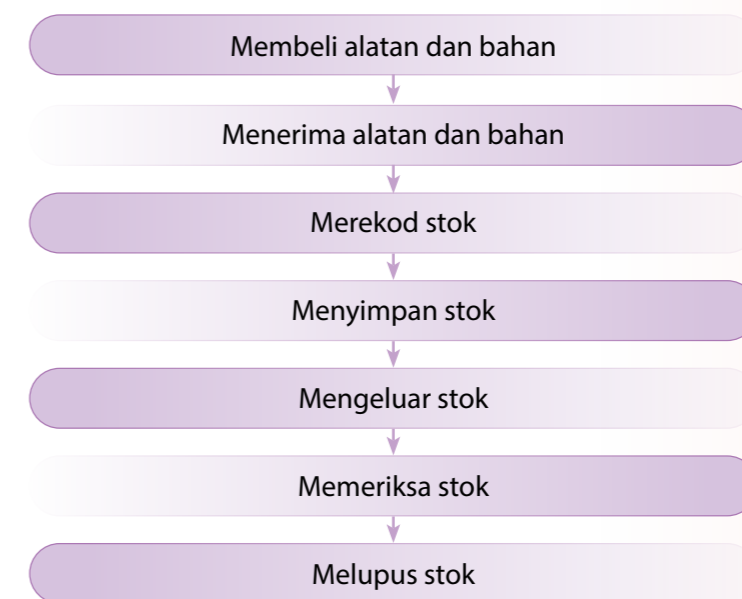 Membeli alatan dan bahan
Menerima alatan dan bahan
Merekod stok
Menyimpan stok
Mengeluar stok
Memeriksa stok
Melupus stok